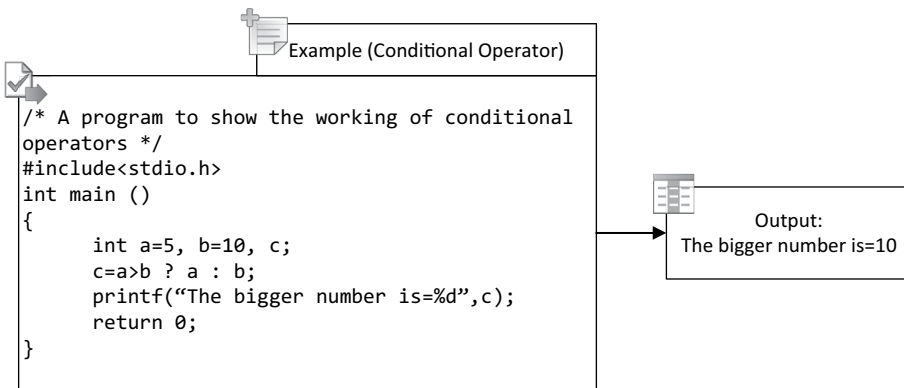 Example (Conditional Operator)
/* A program to show the working of conditional
operators */
#include<stdio.h>
int main ()
{
int a=5, b=10, c;
c=a>b ? a : b;
printf(“The bigger number is=%d”,c);
return 0;
}
Output:
The bigger number is=10